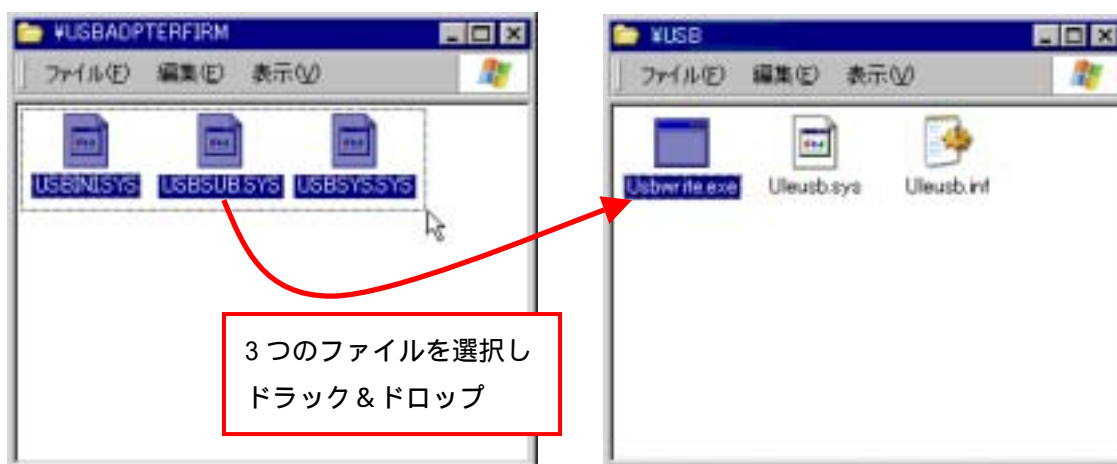 ¥USBADPTERFIRM
ファイル(F) 編集(E) 表示(V)
USBINI.SYS USBSUB.SYS USBSYS.SYS
¥USB
ファイル(F) 編集(E) 表示(V)
Usbwrite.exe Uleusb.sys Uleusb.inf
3つのファイルを選択し
ドラック＆ドロップ